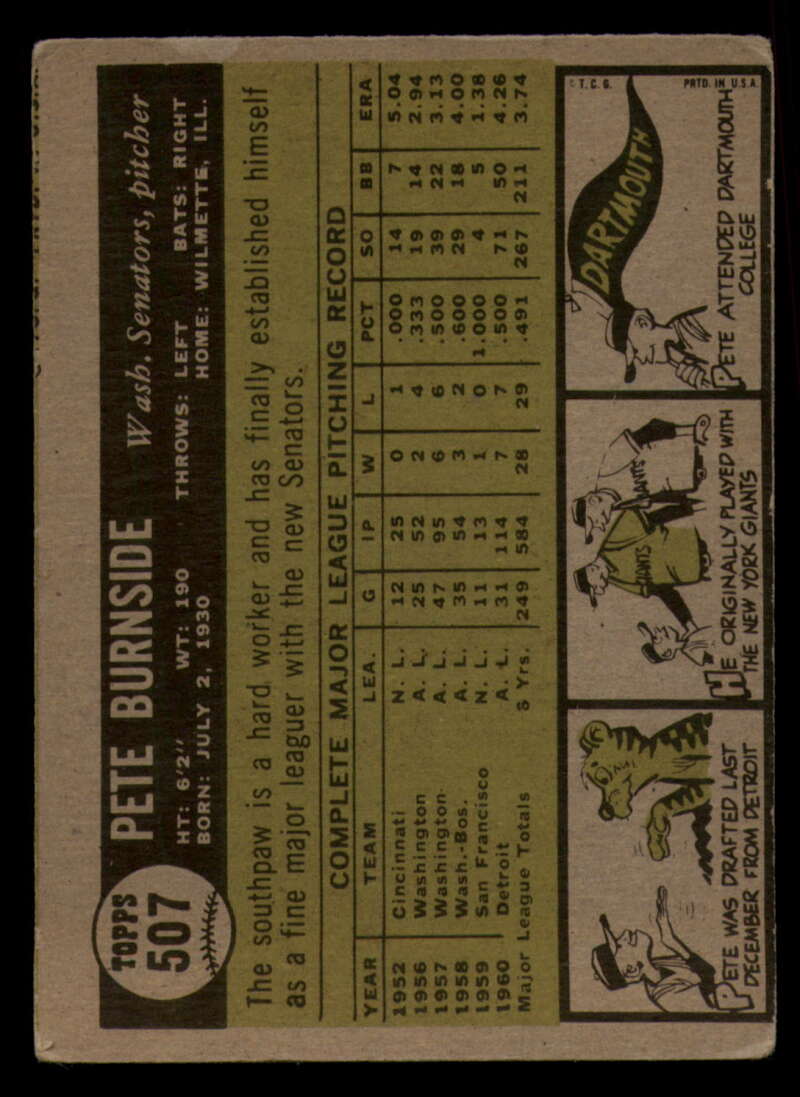 TOPPS
507
PETE BURNSIDE Wash. Senators, pitcher
HT: 6'2" WT: 190 THROWS: LEFT BATS: RIGHT
BORN: JULY 2, 1930 HOME: WILMETTE, ILL.
The southpaw is a hard worker and has finally established himself
as a fine major leaguer with the new Senators.
COMPLETE MAJOR LEAGUE PITCHING RECORD
YEAR TEAM LEA. G IP W L PCT SO BB ERA
1952 Cincinnati N. L. 12 25 0 1 .000 14 7 5.04
1956 Washington A. L. 25 52 2 4 .333 19 14 2.94
1957 Washington A. L. 47 95 6 6 .500 39 22 3.13
1958 Wash.-Bos. A. L. 35 54 3 2 .600 29 18 4.00
1959 San Francisco N. L. 11 13 1 0 1.000 4 5 1.38
1960 Detroit A. L. 31 114 7 7 .500 71 50 4.26
Major League Totals 8 Yrs. 249 584 28 29 .491 267 211 3.74
PETE WAS DRAFTED LAST
DECEMBER FROM DETROIT
GIANTS
GIANTS
HE ORIGINALLY PLAYED WITH
THE NEW YORK GIANTS
© T. C. G. PRTD. IN U.S.A.
DARTMOUTH
PETE ATTENDED DARTMOUTH
COLLEGE